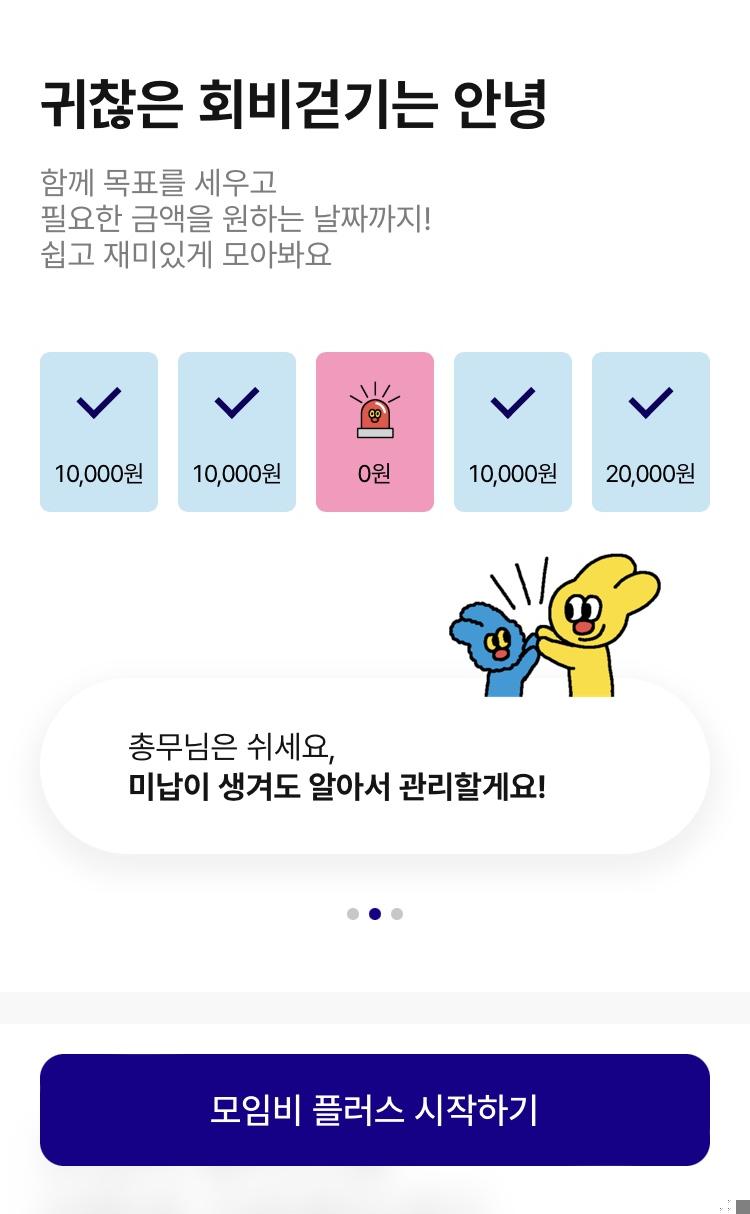 귀찮은 회비걷기는 안녕
함께 목표를 세우고
필요한 금액을 원하는 날짜까지!
쉽고 재미있게 모아봐요
10,000원
10,000원
0원
10,000원
20,000원
총무님은 쉬세요,
미납이 생겨도 알아서 관리할게요!
모임비 플러스 시작하기